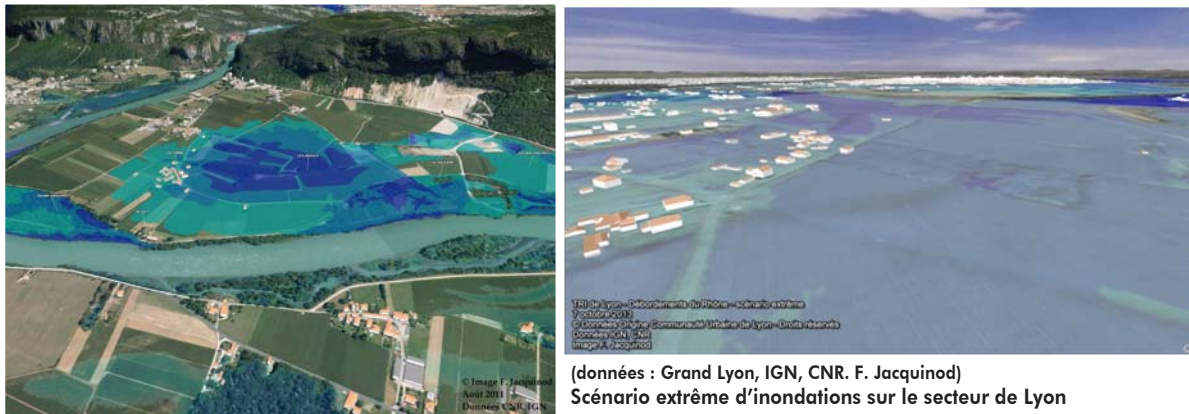 © Image F. Jacquinod
Août 2011
Données CNR, IGN
TRI de Lyon - Débordements du Rhône - scénario extrême
7 octobre 2013
© Données Origine Communauté Urbaine de Lyon - Droits réservés
Données IGN, CNR
Image F. Jacquinod
(données : Grand Lyon, IGN, CNR. F. Jacquinod)
Scénario extrême d'inondations sur le secteur de Lyon